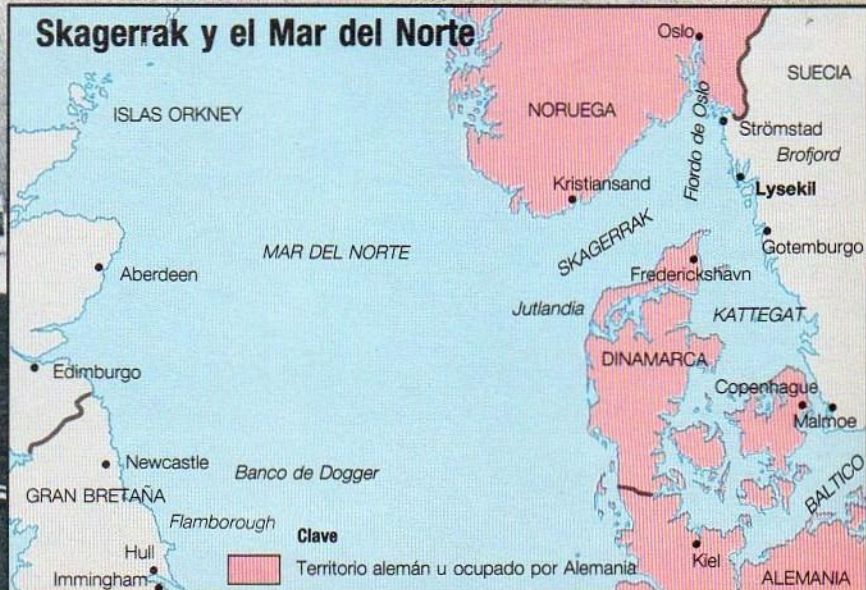 Skagerrak y el Mar del Norte
Oslo
SUECIA
ISLAS ORKNEY
NORUEGA
Fiordo de Oslo
Strömstad
Brofjord
Kristiansand
Lysekil
SKAGERRAK
MAR DEL NORTE
Gotemburgo
Aberdeen
Frederickshavn
Jutlandia
KATTEGAT
DINAMARCA
Edimburgo
Copenhague
Malmoe
Newcastle
Banco de Dogger
BALTICO
GRAN BRETAÑA
Flamborough
Clave
Hull
Territorio alemán u ocupado por Alemania
Kiel
Immingham
ALEMANIA